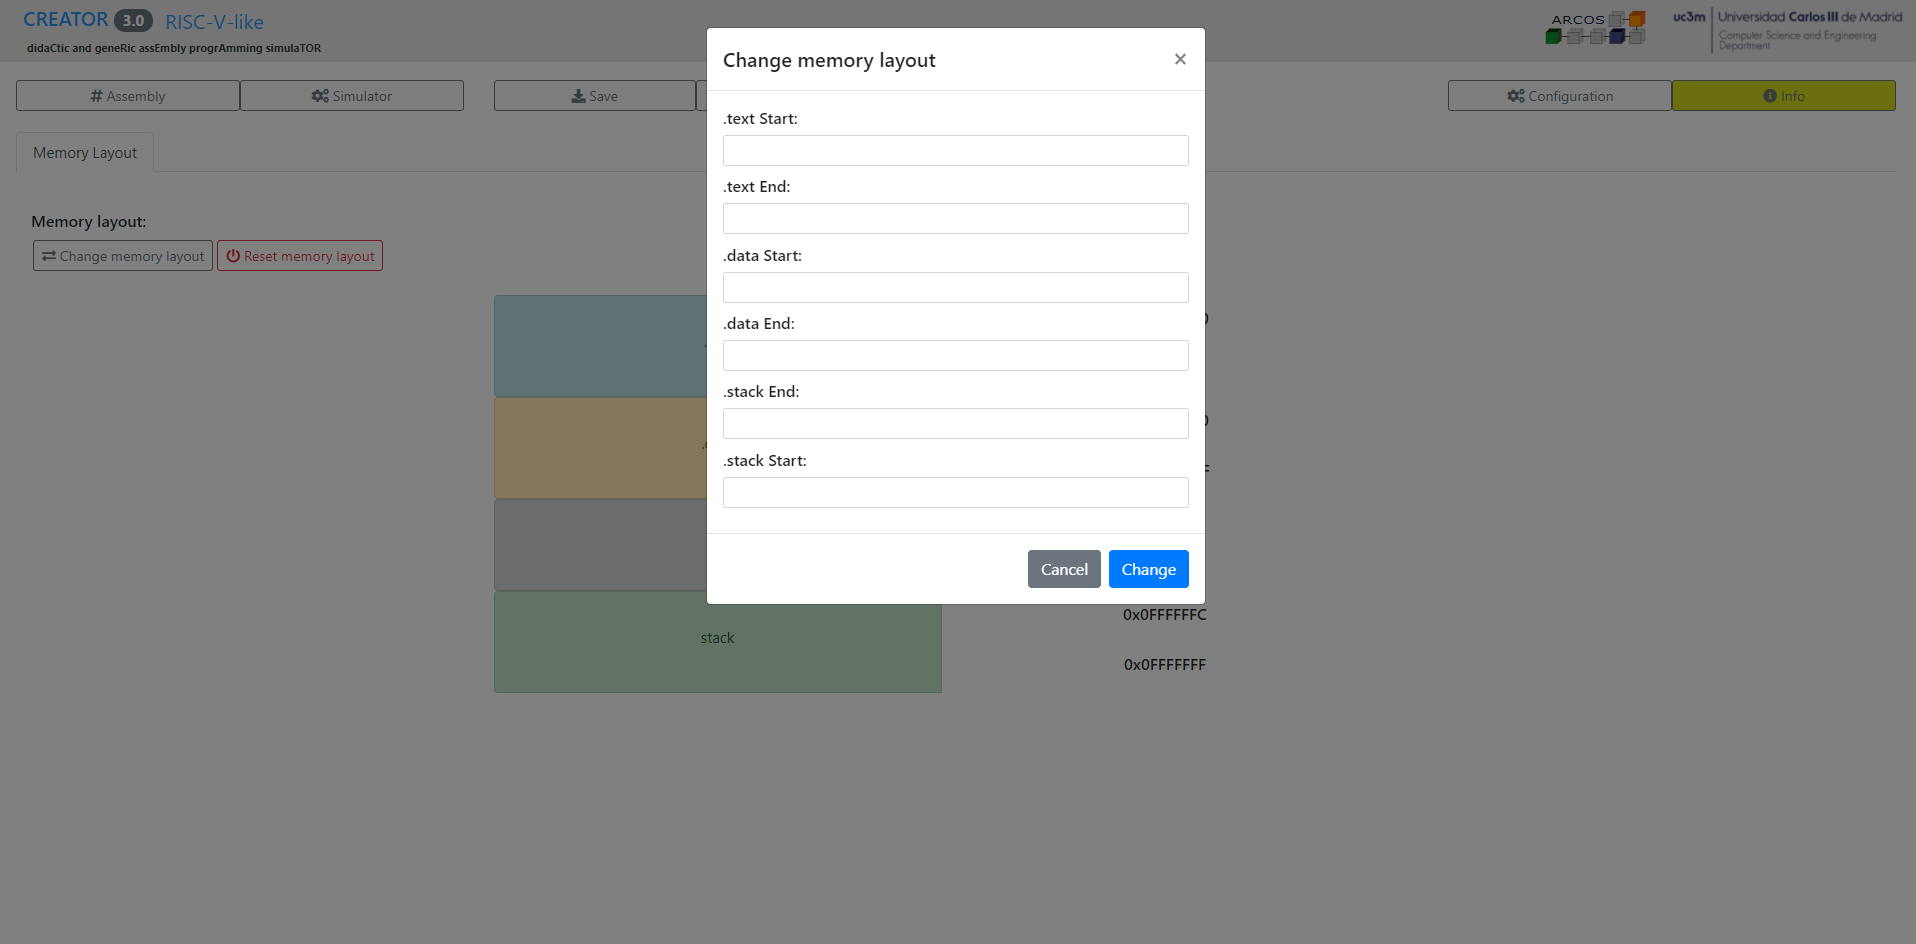 CREATOR 3.0 RISC-V-like
didaCtic and geneRic assEmbly progrAmming simulaTOR
ARCOS
uc3m Universidad Carlos III de Madrid
Computer Science and Engineering
Department
Assembly
Simulator
Save
Configuration
Info
Memory Layout
Memory layout:
Change memory layout
Reset memory layout
Change memory layout
×
.text Start:
.text End:
.data Start:
.data End:
.stack End:
.stack Start:
Cancel
Change
stack
0x0FFFFFFC
0x0FFFFFFF